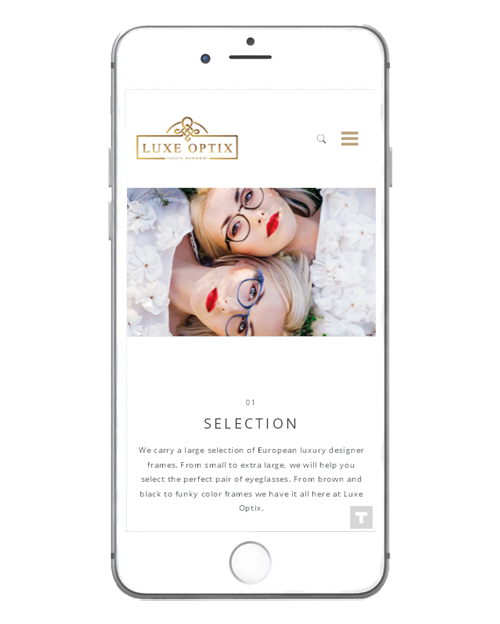 LUXE OPTIX
01
SELECTION
We carry a large selection of European luxury designer
frames. From small to extra large, we will help you
select the perfect pair of eyeglasses. From brown and
black to funky color frames we have it all here at Luxe
Optix.
T